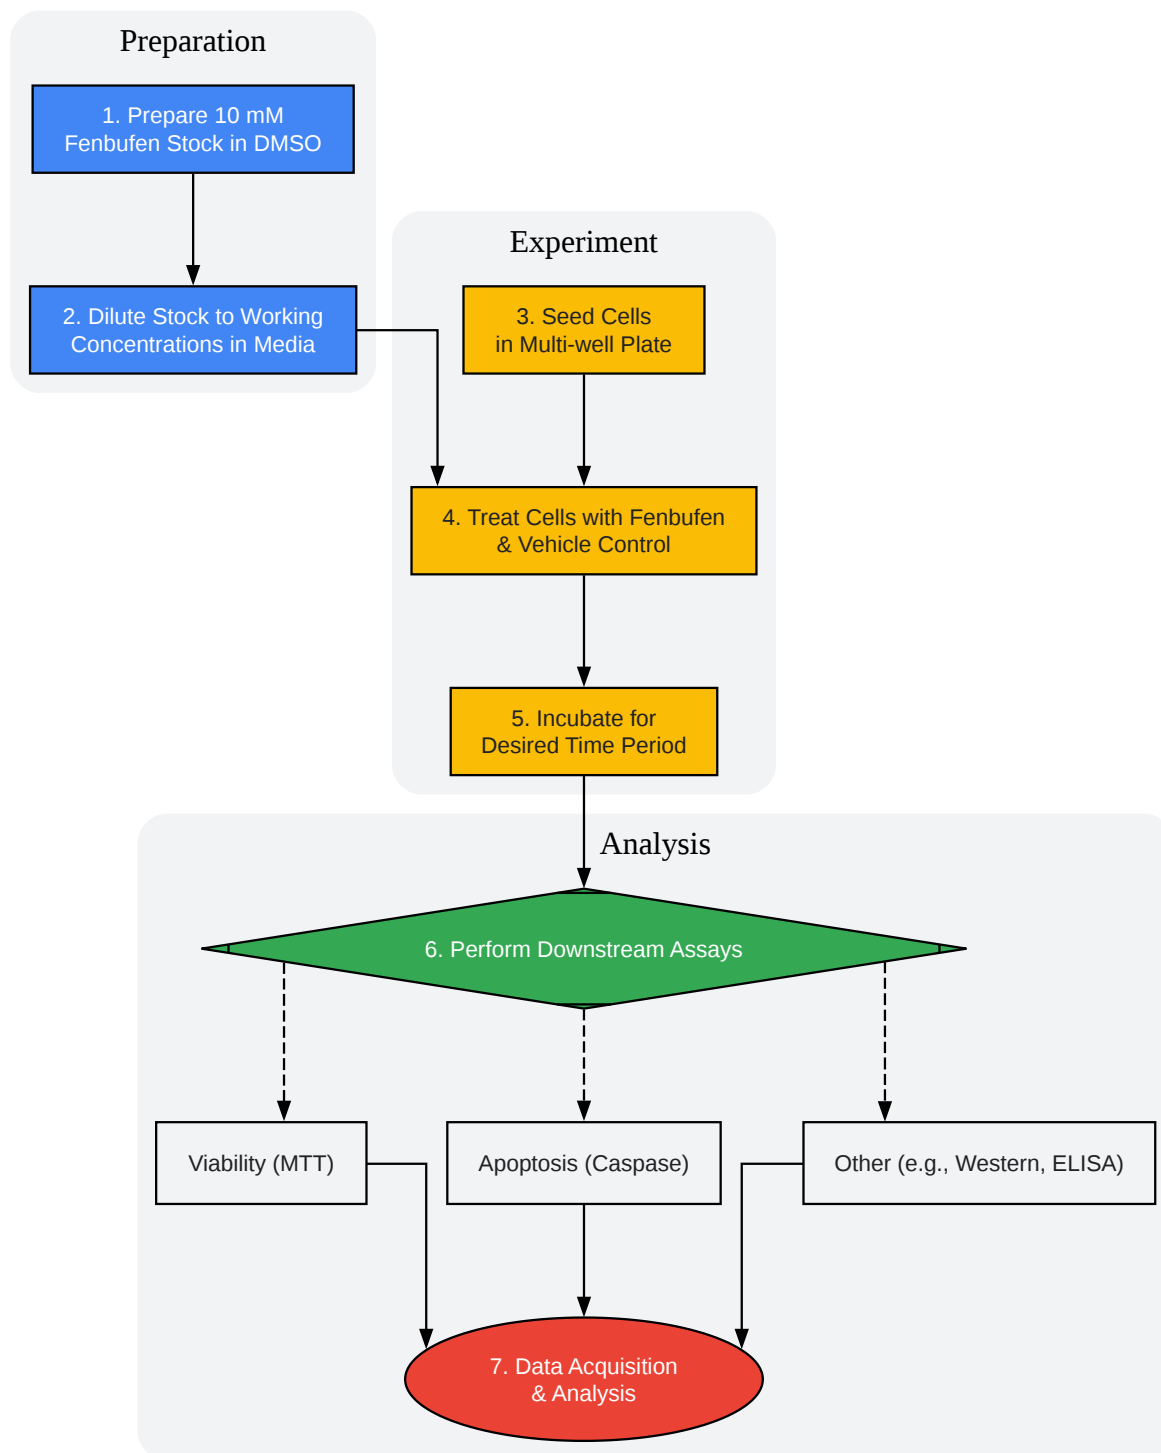 Preparation
1. Prepare 10 mM
Fenbufen Stock in DMSO
2. Dilute Stock to Working
Concentrations in Media
Experiment
3. Seed Cells
in Multi-well Plate
4. Treat Cells with Fenbufen
& Vehicle Control
5. Incubate for
Desired Time Period
Analysis
6. Perform Downstream Assays
Viability (MTT)
Apoptosis (Caspase)
Other (e.g., Western, ELISA)
7. Data Acquisition
& Analysis